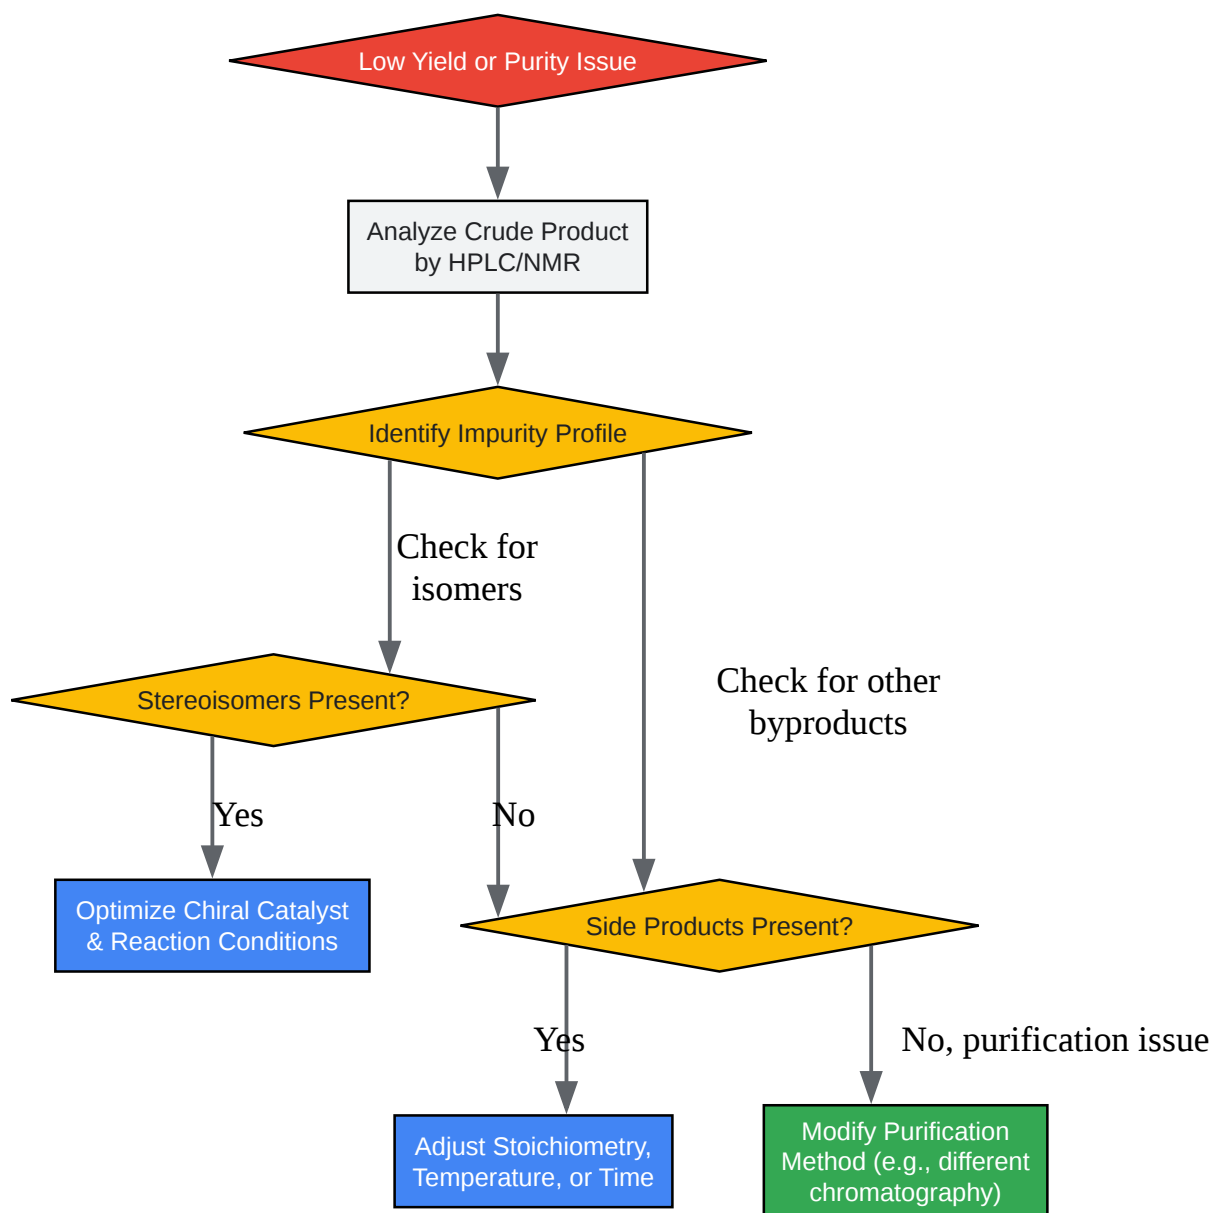 Low Yield or Purity Issue
Analyze Crude Product
by HPLC/NMR
Identify Impurity Profile
Check for
isomers
Check for other
byproducts
Stereoisomers Present?
Yes
No
Optimize Chiral Catalyst
& Reaction Conditions
Side Products Present?
Yes
No, purification issue
Adjust Stoichiometry,
Temperature, or Time
Modify Purification
Method (e.g., different
chromatography)